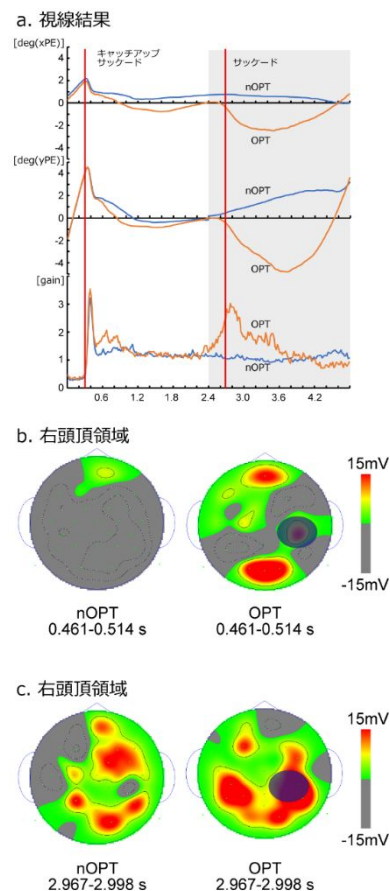 a. 視線結果
[deg(xPE)]
キャッチアップ
サッケード
サッケード
4
2
0
-2
-4
nOPT
OPT
[deg(yPE)]
4
2
0
-2
-4
nOPT
OPT
[gain]
3
2
1
0
OPT
nOPT
0.6
1.2
1.8
2.4
3.0
3.6
4.2
b. 右頭頂領域
15mV
-15mV
nOPT
0.461-0.514 s
OPT
0.461-0.514 s
c. 右頭頂領域
15mV
-15mV
nOPT
2.967-2.998 s
OPT
2.967-2.998 s